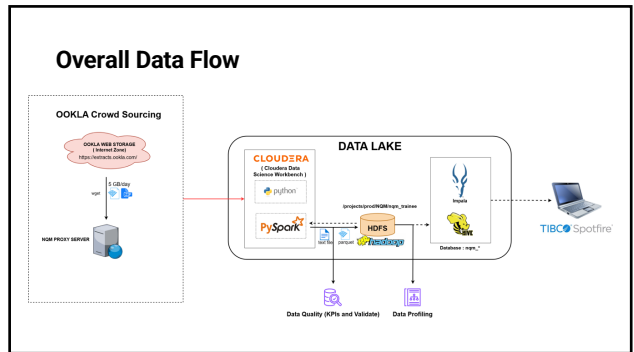 Overall Data Flow
OOKLA Crowd Sourcing
OOKLA WEB STORAGE
( Internet Zone)
https://extracts.ookla.com/
5 GB/day
wget
NQM PROXY SERVER
DATA LAKE
CLOUDERA
( Cloudera Data
Science Workbench )
python
PySpark
text file
parquet
/projects/prod/NQM/nqm_trainee
HDFS
hadoop
Impala
HIVE
Database : nqm_*
TIBCO Spotfire
Data Quality (KPIs and Validate)
Data Profiling